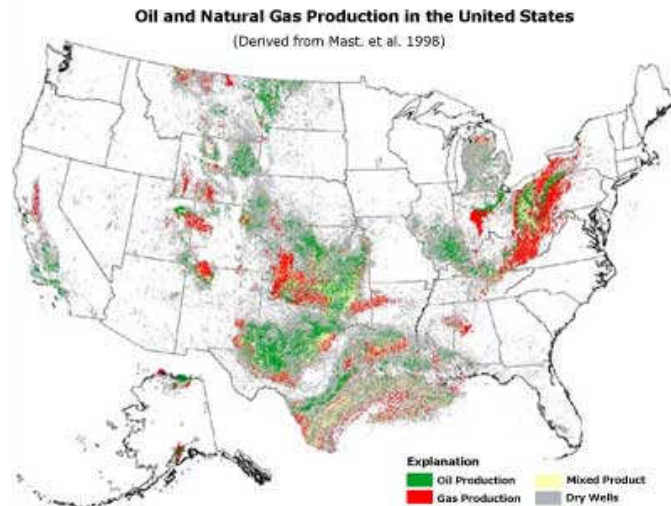 Oil and Natural Gas Production in the United States
(Derived from Mast. et al. 1998)
Explanation
Oil Production
Mixed Product
Gas Production
Dry Wells